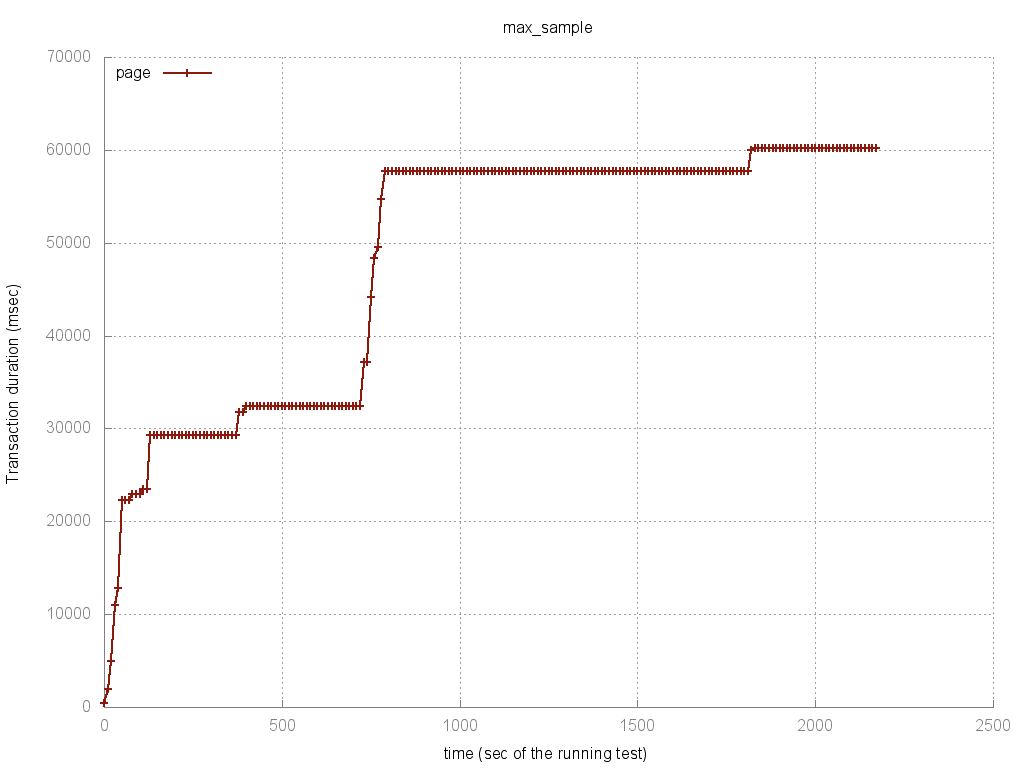 max_sample
page
70000
60000
50000
40000
30000
20000
10000
0
Transaction duration (msec)
0 500 1000 1500 2000 2500
time (sec of the running test)